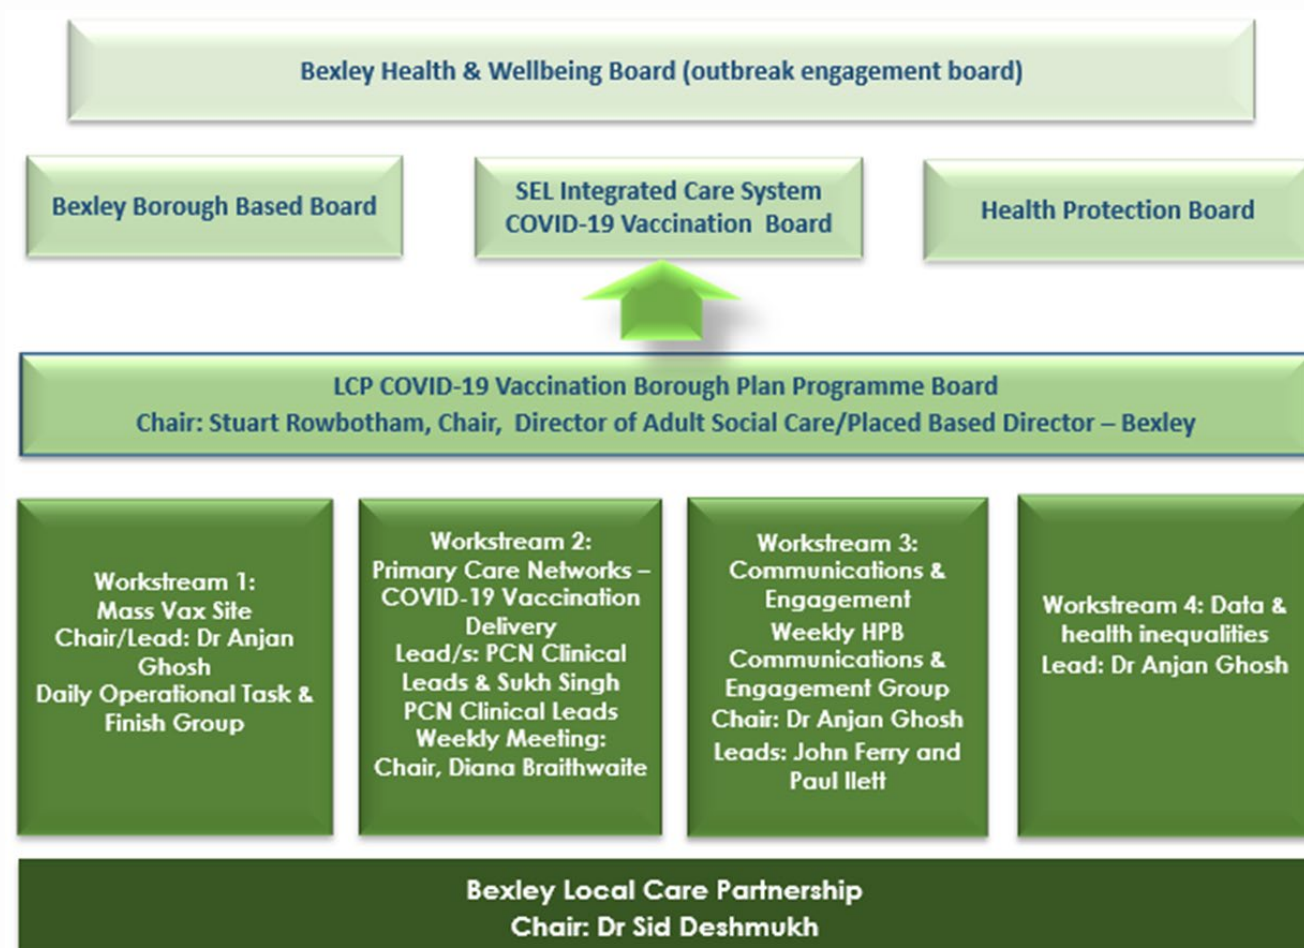 Bexley Health & Wellbeing Board (outbreak engagement board)
Bexley Borough Based Board
SEL Integrated Care System
COVID-19 Vaccination Board
Health Protection Board
LCP COVID-19 Vaccination Borough Plan Programme Board
Chair: Stuart Rowbotham, Chair, Director of Adult Social Care/Placed Based Director – Bexley
Workstream 1:
Mass Vax Site
Chair/Lead: Dr Anjan
Ghosh
Daily Operational Task &
Finish Group
Workstream 2:
Primary Care Networks –
COVID-19 Vaccination
Delivery
Lead/s: PCN Clinical
Leads & Sukh Singh
PCN Clinical Leads
Weekly Meeting:
Chair, Diana Braithwaite
Workstream 3:
Communications &
Engagement
Weekly HPB
Communications &
Engagement Group
Chair: Dr Anjan Ghosh
Leads: John Ferry and
Paul Ilett
Workstream 4: Data &
health inequalities
Lead: Dr Anjan Ghosh
Bexley Local Care Partnership
Chair: Dr Sid Deshmukh